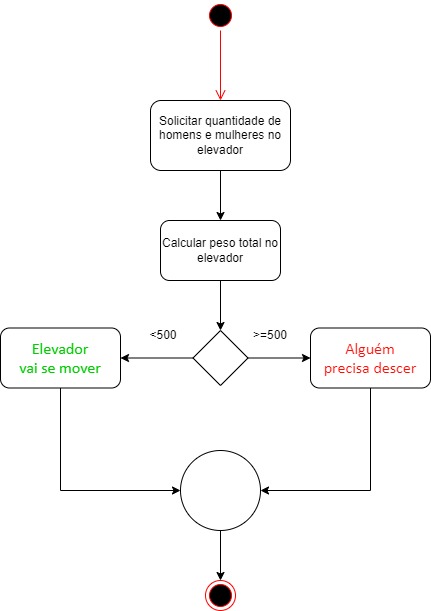 Solicitar quantidade de
homens e mulheres no
elevador
Calcular peso total no
elevador
<500
>=500
Elevador
vai se mover
Alguém
precisa descer